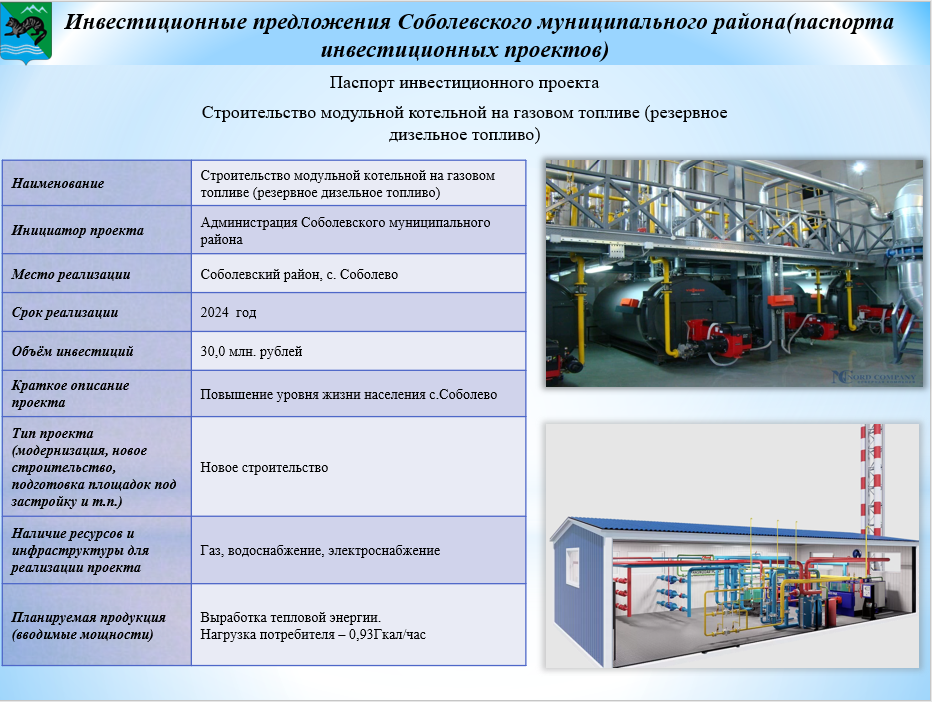 Инвестиционные предложения Соболевского муниципального района(паспорта
инвестиционных проектов)
Паспорт инвестиционного проекта
Строительство модульной котельной на газовом топливе (резервное
дизельное топливо)
Наименование
Строительство модульной котельной на газовом
топливе (резервное дизельное топливо)
Инициатор проекта
Администрация Соболевского муниципального
района
Место реализации
Соболевский район, с. Соболево
Срок реализации
2024 год
Объём инвестиций
30,0 млн. рублей
Краткое описание
проекта
Повышение уровня жизни населения с.Соболево
Тип проекта
(модернизация, новое
строительство,
подготовка площадок под
застройку и т.п.)
Новое строительство
Наличие ресурсов и
инфраструктуры для
реализации проекта
Газ, водоснабжение, электроснабжение
Планируемая продукция
(вводимые мощности)
Выработка тепловой энергии.
Нагрузка потребителя – 0,93Гкал/час
NORD COMPANY